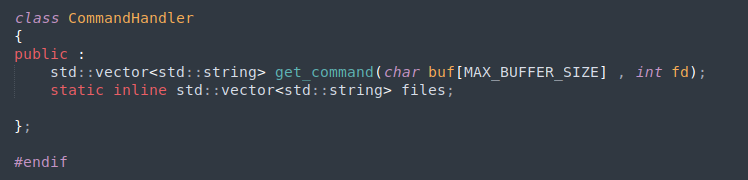 class CommandHandler
{
public :
    std::vector<std::string> get_command(char buf[MAX_BUFFER_SIZE] , int fd);
    static inline std::vector<std::string> files;
};
#endif